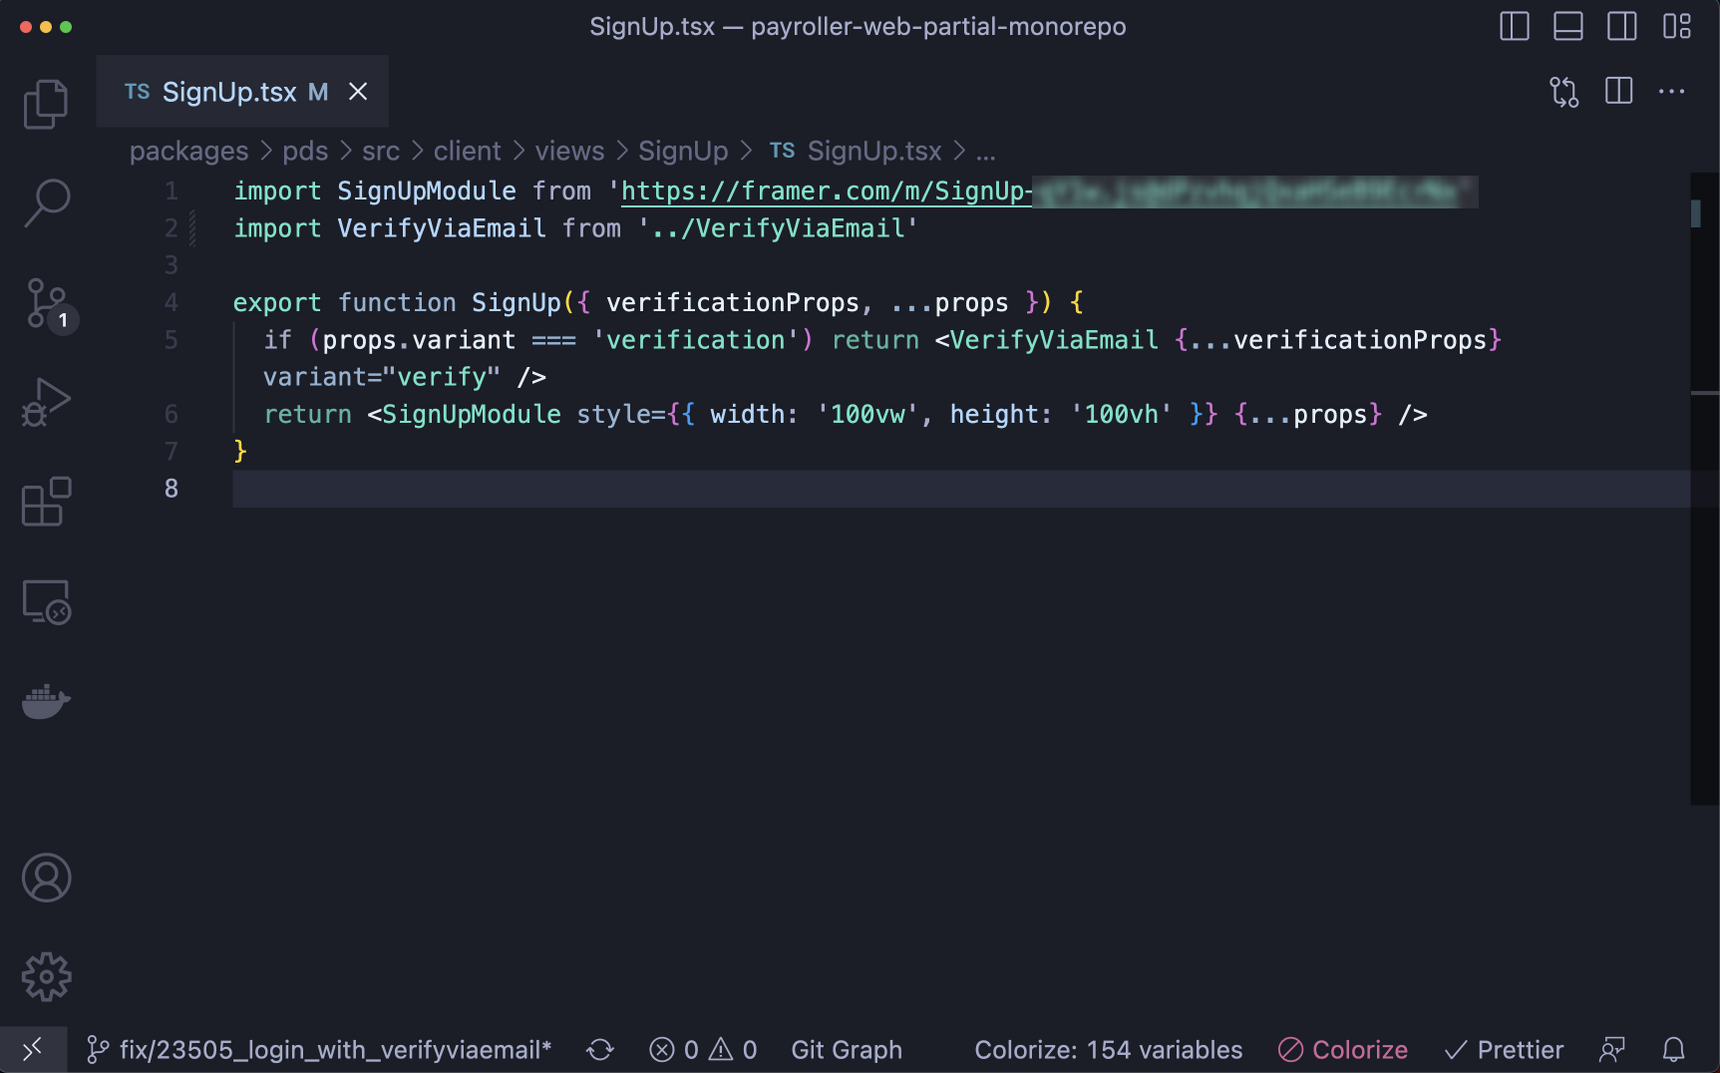 SignUp.tsx — payroller-web-partial-monorepo
TS SignUp.tsx M
packages > pds > src > client > views > SignUp > TS SignUp.tsx > ...
1 import SignUpModule from 'https://framer.com/m/SignUp-
2 import VerifyViaEmail from '../VerifyViaEmail'
3
4 export function SignUp({ verificationProps, ...props }) {
5 if (props.variant === 'verification') return <VerifyViaEmail {...verificationProps}
variant="verify" />
6 return <SignUpModule style={{ width: '100vw', height: '100vh' }} {...props} />
7 }
8
1
fix/23505_login_with_verifyviaemail* 0 0 Git Graph Colorize: 154 variables Colorize Prettier